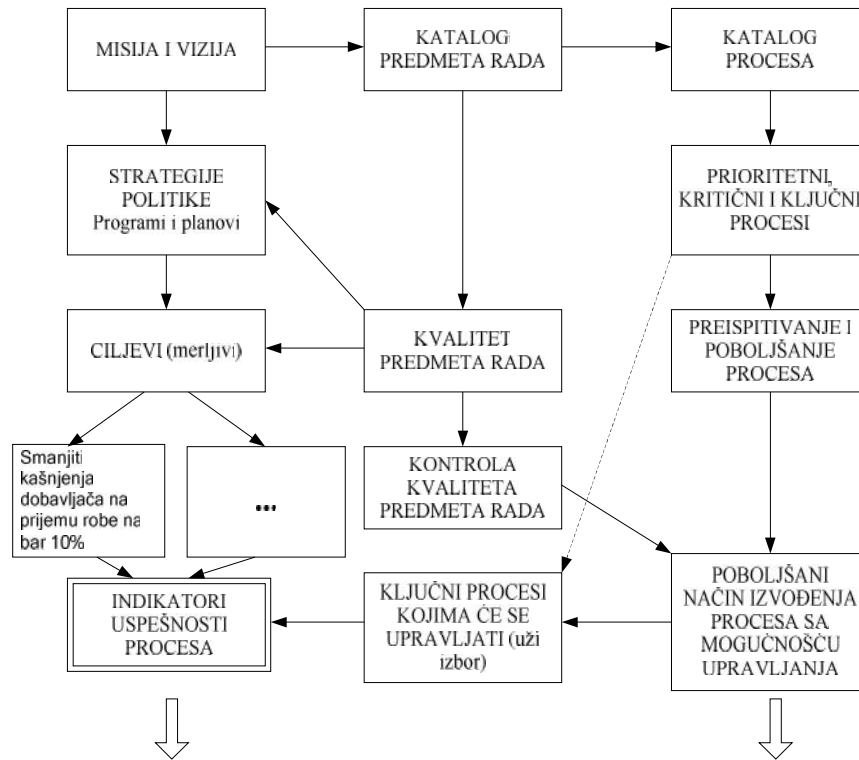 MISIJA I VIZIJA
KATALOG
PREDMETA RADA
KATALOG
PROCESA
STRATEGIJE
POLITIKE
Programi i planovi
PRIORITETNI,
KRITIČNI I KLJUČNI
PROCESI
CILJEVI (merljivi)
KVALITET
PREDMETA RADA
PREISPITIVANJE I
POBOLJŠANJE
PROCESA
Smanjiti
kašnjenja
dobavljača na
prijemu robe na
bar 10%
...
KONTROLA
KVALITETA
PREDMETA RADA
INDIKATORI
USPEŠNOSTI
PROCESA
KLJUČNI PROCESI
KOJIMA ĆE SE
UPRAVLJATI (uži
izbor)
POBOLJŠANI
NAČIN IZVOĐENJA
PROCESA SA
MOGUĆNOŠĆU
UPRAVLJANJA